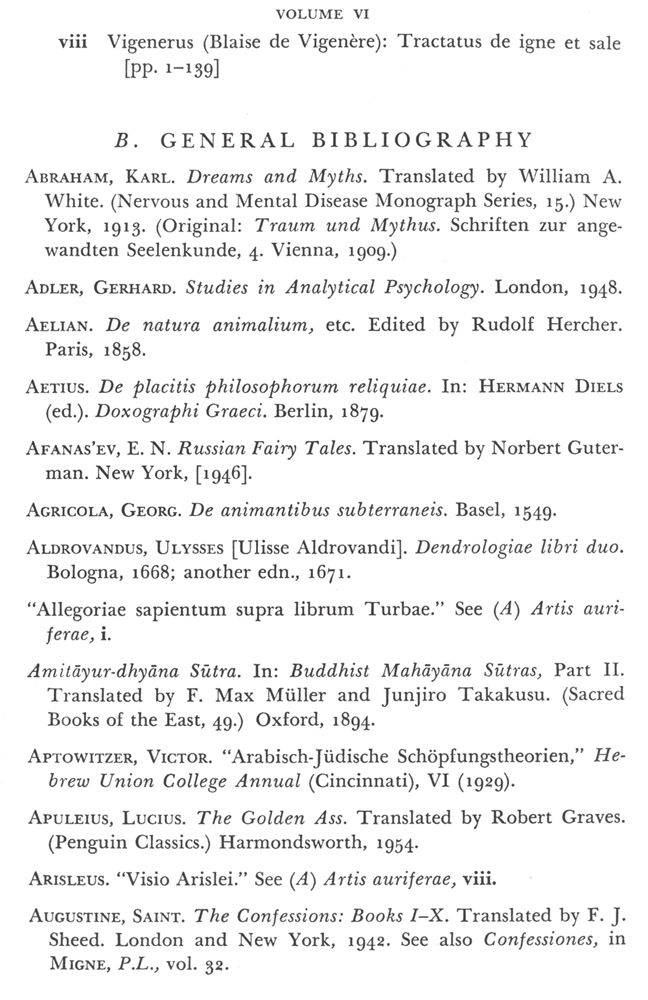 VOLUME VI
viii Vigenerus (Blaise de Vigenère): Tractatus de igne et sale
[pp. 1–139]
B. GENERAL BIBLIOGRAPHY
ABRAHAM, KARL. Dreams and Myths. Translated by William A.
White. (Nervous and Mental Disease Monograph Series, 15.) New
York, 1913. (Original: Traum und Mythus. Schriften zur ange-
wandten Seelenkunde, 4. Vienna, 1909.)
ADLER, GERHARD. Studies in Analytical Psychology. London, 1948.
AELIAN. De natura animalium, etc. Edited by Rudolf Hercher.
Paris, 1858.
AETIUS. De placitis philosophorum reliquiae. In: HERMANN DIELS
(ed.). Doxographi Graeci. Berlin, 1879.
AFANAS'EV, E. N. Russian Fairy Tales. Translated by Norbert Guter-
man. New York, [1946].
AGRICOLA, GEORG. De animantibus subterraneis. Basel, 1549.
ALDROVANDUS, ULYSSES [Ulisse Aldrovandi]. Dendrologiae libri duo.
Bologna, 1668; another edn., 1671.
“Allegoriae sapientum supra librum Turbae.” See (A) Artis auri-
ferae, i.
Amitāyur-dhyāna Sūtra. In: Buddhist Mahāyāna Sūtras, Part II.
Translated by F. Max Müller and Junjiro Takakusu. (Sacred
Books of the East, 49.) Oxford, 1894.
APTOWITZER, VICTOR. “Arabisch-Jüdische Schöpfungstheorien,” He-
brew Union College Annual (Cincinnati), VI (1929).
APULEIUS, LUCIUS. The Golden Ass. Translated by Robert Graves.
(Penguin Classics.) Harmondsworth, 1954.
ARISLEUS. “Visio Arislei.” See (A) Artis auriferae, viii.
AUGUSTINE, SAINT. The Confessions: Books I–X. Translated by F. J.
Sheed. London and New York, 1942. See also Confessiones, in
MIGNE, P.L., vol. 32.